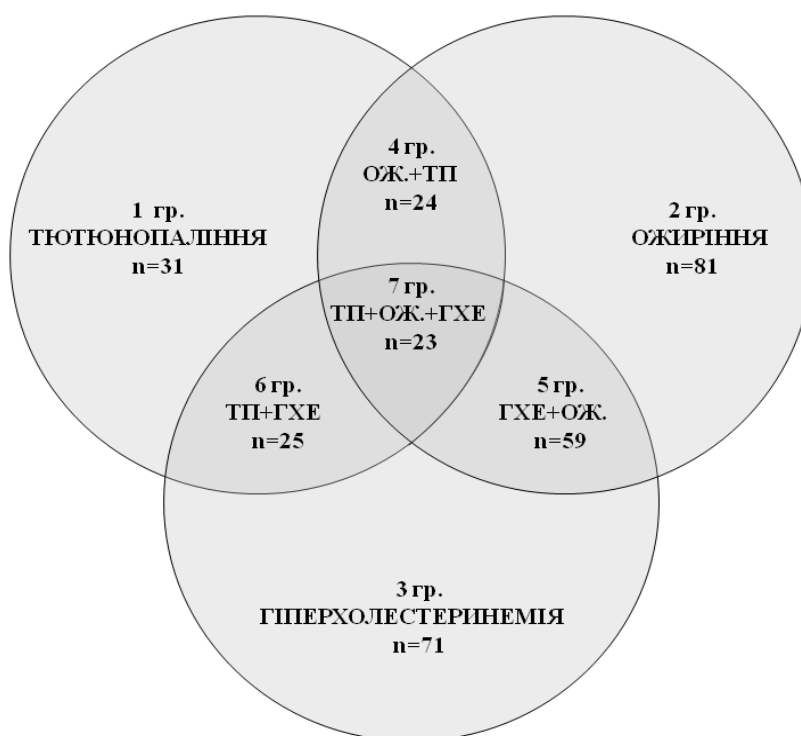 4 гр.
ОЖ.+ТП
n=24
1 гр.
ТЮТЮНОПАЛІННЯ
n=31
2 гр.
ОЖИРІННЯ
n=81
7 гр.
ТП+ОЖ.+ГХЕ
n=23
6 гр.
ТП+ГХЕ
n=25
5 гр.
ГХЕ+ОЖ.
n=59
3 гр.
ГІПЕРХОЛЕСТЕРИНЕМІЯ
n=71